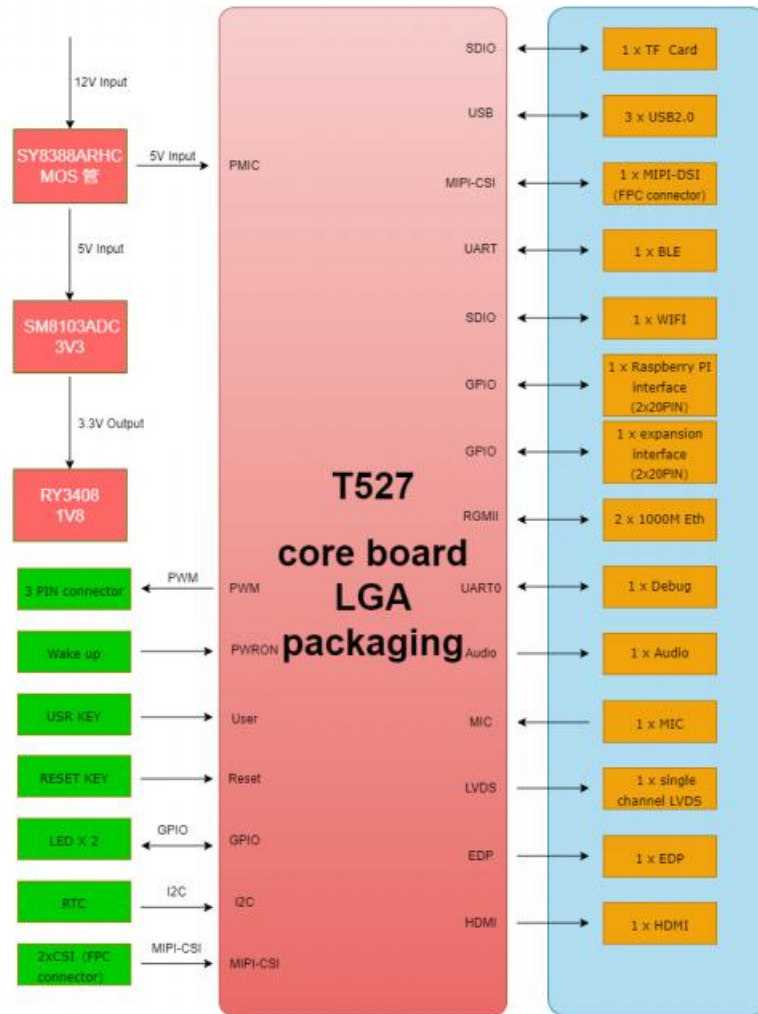 12V Input
SY8388ARHC
MOS 管
5V Input
PMIC
5V Input
SM8103ADC
3V3
3.3V Output
RY3408
1V8
3 PIN connector
PWM
PWM
Wake up
PWRON
USR KEY
User
RESET KEY
Reset
LED X 2
GPIO
GPIO
RTC
I2C
I2C
2xCSI (FPC
connector)
MIPI-CSI
MIPI-CSI
T527
core board
LGA
packaging
SDIO
1 x TF Card
USB
3 x USB2.0
MIPI-CSI
1 x MIPI-DSI
(FPC connector)
UART
1 x BLE
SDIO
1 x WIFI
GPIO
1 x Raspberry PI
interface
(2x20PIN)
GPIO
1 x expansion
interface
(2x20PIN)
RGMII
2 x 1000M Eth
UART0
1 x Debug
Audio
1 x Audio
MIC
1 x MIC
LVDS
1 x single
channel LVDS
EDP
1 x EDP
HDMI
1 x HDMI